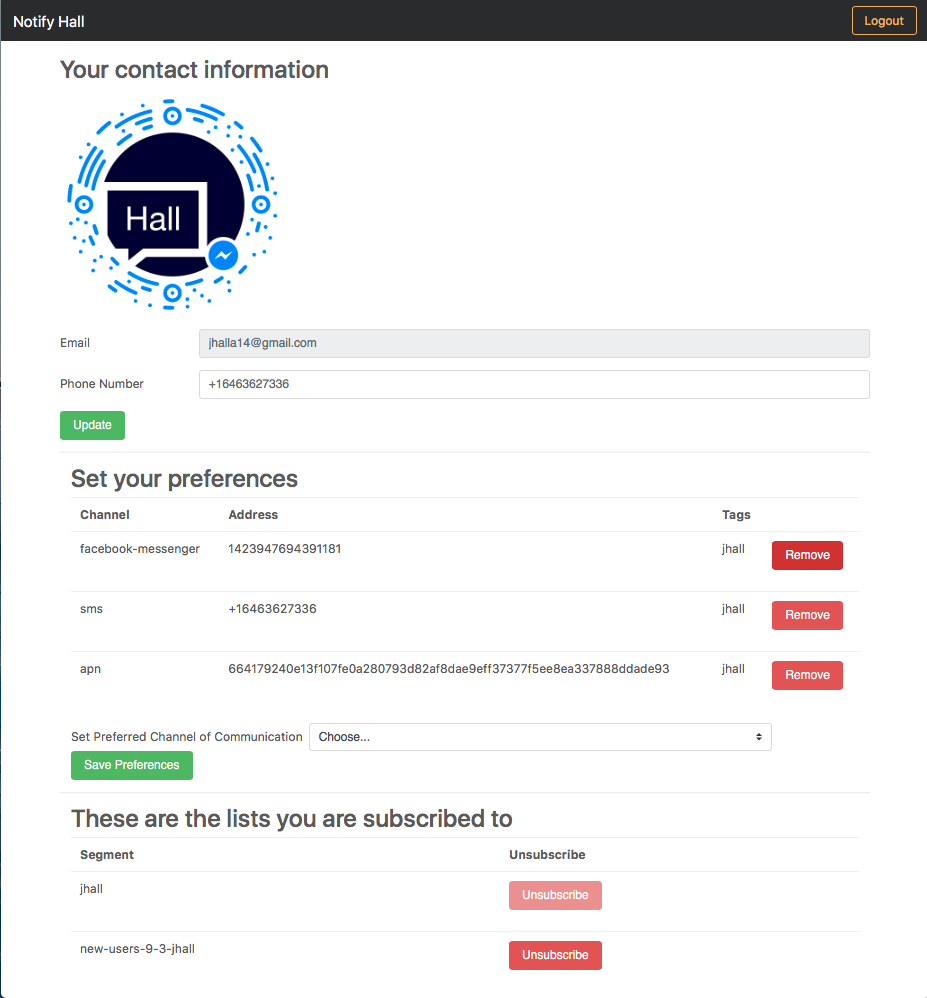 Notify Hall Logout
Your contact information
Hall
Email jhalla14@gmail.com
Phone Number +16463627336
Update
Set your preferences
Channel Address Tags
facebook-messenger 1423947694391181 jhall Remove
sms +16463627336 jhall Remove
apn 664179240e13f107fe0a280793d82af8dae9eff37377f5ee8ea337888ddade93 jhall Remove
Set Preferred Channel of Communication Choose...
Save Preferences
These are the lists you are subscribed to
Segment Unsubscribe
jhall Unsubscribe
new-users-9-3-jhall Unsubscribe